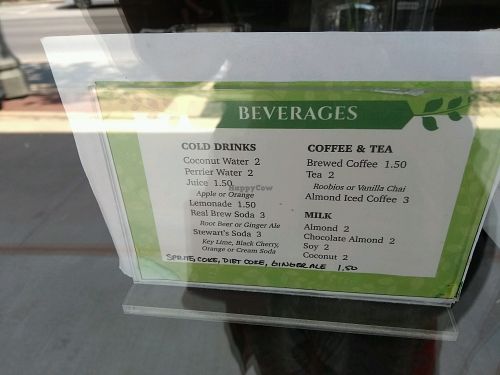 BEVERAGES
COLD DRINKS
Coconut Water 2
Perrier Water 2
Juice 1.50
Apple or Orange
Lemonade 1.50
Real Brew Soda 3
Root Beer or Ginger Ale
Stewart's Soda 3
Key Lime, Black Cherry,
Orange or Cream Soda
COFFEE & TEA
Brewed Coffee 1.50
Tea 2
Roobios or Vanilla Chai
Almond Iced Coffee 3
MILK
Almond 2
Chocolate Almond 2
Soy 2
Coconut 2
SPRITE, COKE, DIET COKE, GINGER ALE 1.50
HappyCow